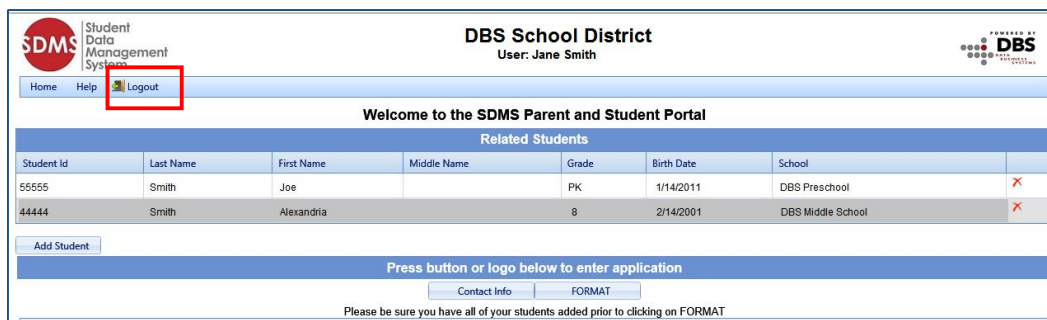 SDMS
Student
Data
Management
System
DBS School District
User: Jane Smith
POWERED BY
DBS
DATA
BUSINESS
SYSTEMS
Home Help Logout
Welcome to the SDMS Parent and Student Portal
Related Students
Student Id Last Name First Name Middle Name Grade Birth Date School
55555 Smith Joe PK 1/14/2011 DBS Preschool
44444 Smith Alexandria 8 2/14/2001 DBS Middle School
Add Student
Press button or logo below to enter application
Contact Info FORMAT
Please be sure you have all of your students added prior to clicking on FORMAT